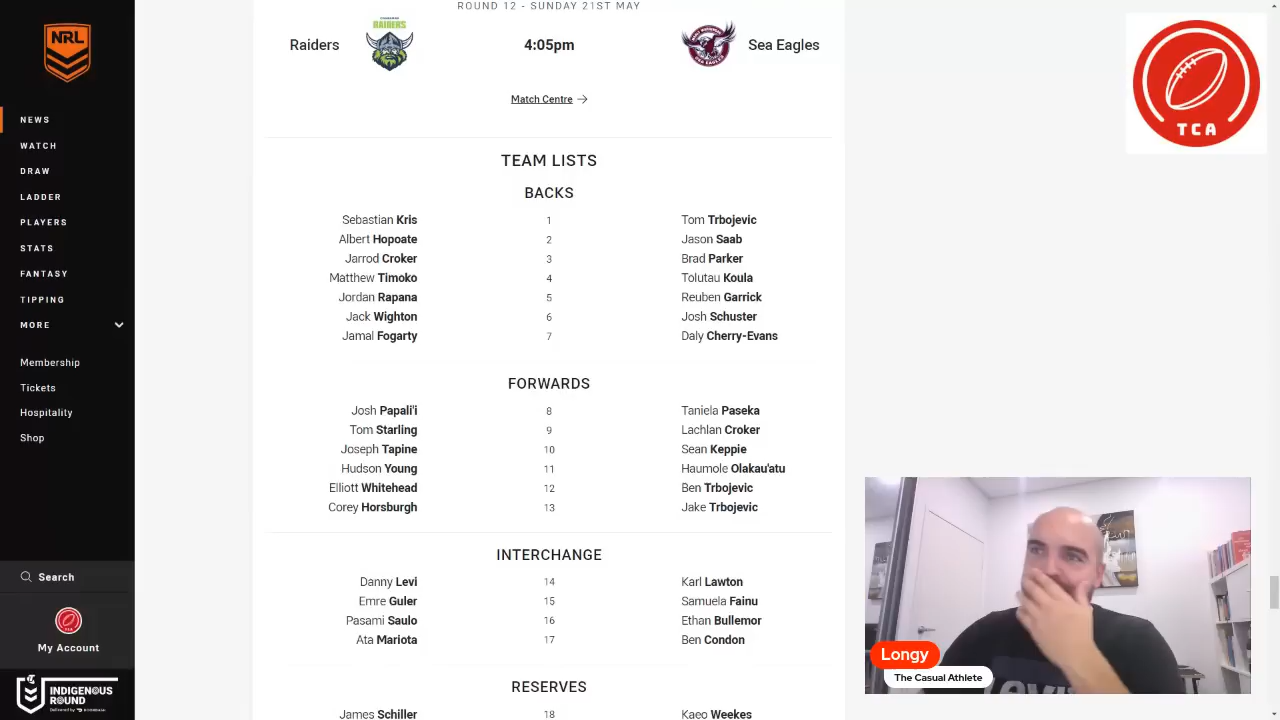 ROUND 12 - SUNDAY 21ST MAY
NRL
RAIDERS
Raiders
4:05pm
SEA EAGLES
Sea Eagles
TCA
Match Centre
NEWS
WATCH
DRAW
LADDER
PLAYERS
STATS
FANTASY
TIPPING
MORE
Membership
Tickets
Hospitality
Shop
Search
My Account
INDIGENOUS
ROUND
TEAM LISTS
BACKS
Sebastian Kris 1 Tom Trbojevic
Albert Hopoate 2 Jason Saab
Jarrod Croker 3 Brad Parker
Matthew Timoko 4 Tolutau Koula
Jordan Rapana 5 Reuben Garrick
Jack Wighton 6 Josh Schuster
Jamal Fogarty 7 Daly Cherry-Evans
FORWARDS
Josh Papali'i 8 Taniela Paseka
Tom Starling 9 Lachlan Croker
Joseph Tapine 10 Sean Keppie
Hudson Young 11 Haumole Olakau'atu
Elliott Whitehead 12 Ben Trbojevic
Corey Horsburgh 13 Jake Trbojevic
INTERCHANGE
Danny Levi 14 Karl Lawton
Emre Guler 15 Samuela Fainu
Pasami Saulo 16 Ethan Bullemor
Ata Mariota 17 Ben Condon
RESERVES
James Schiller 18 Kaeo Weekes
Longy
The Casual Athlete